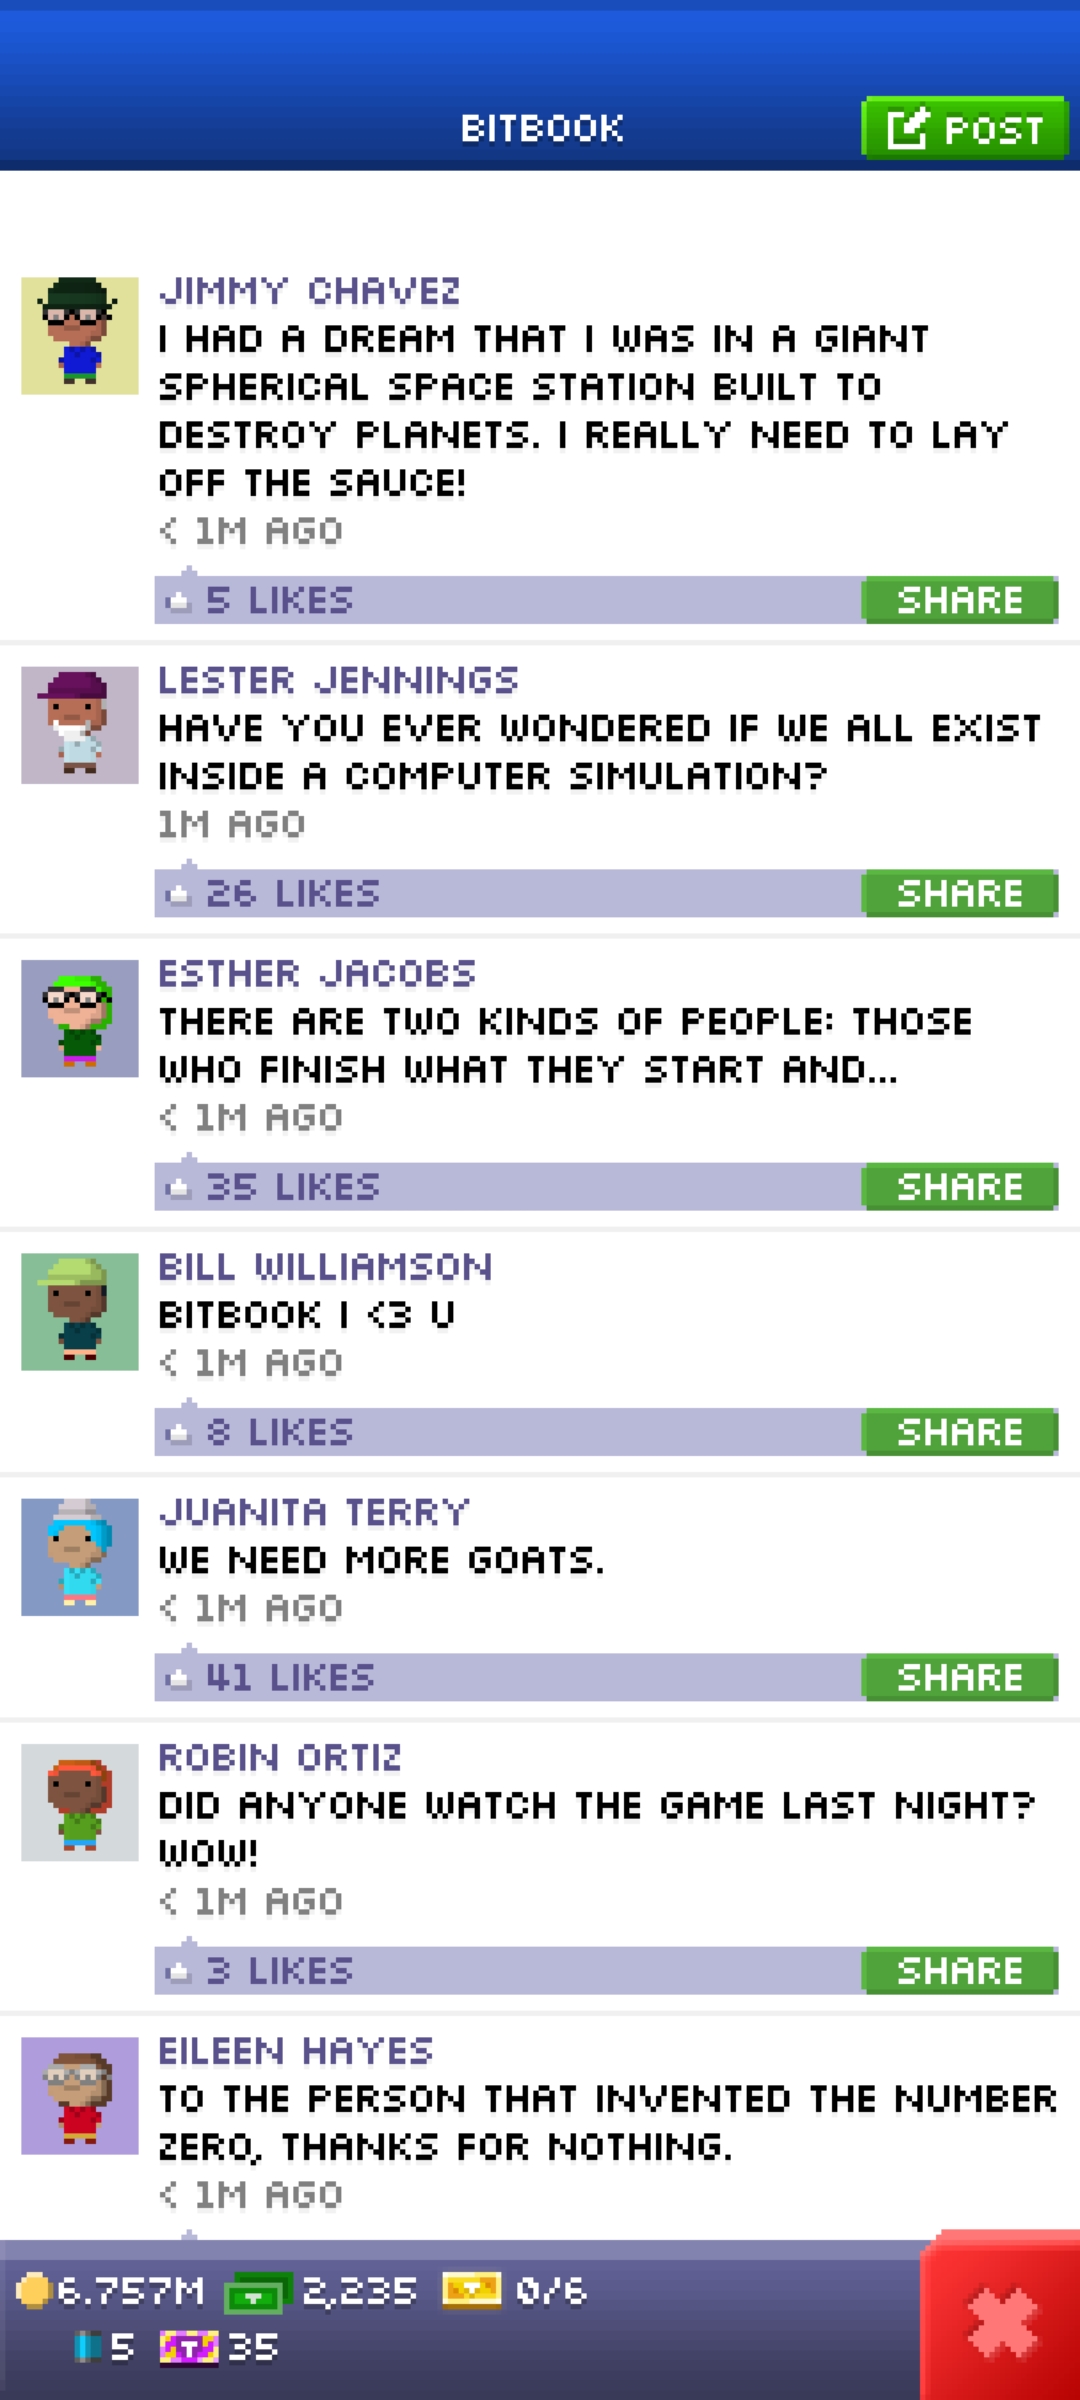 BITBOOK
POST
JIMMY CHAVEZ
I HAD A DREAM THAT I WAS IN A GIANT
SPHERICAL SPACE STATION BUILT TO
DESTROY PLANETS. I REALLY NEED TO LAY
OFF THE SAUCE!
< 1M AGO
5 LIKES
SHARE
LESTER JENNINGS
HAVE YOU EVER WONDERED IF WE ALL EXIST
INSIDE A COMPUTER SIMULATION?
1M AGO
26 LIKES
SHARE
ESTHER JACOBS
THERE ARE TWO KINDS OF PEOPLE: THOSE
WHO FINISH WHAT THEY START AND...
< 1M AGO
35 LIKES
SHARE
BILL WILLIAMSON
BITBOOK I <3 U
< 1M AGO
8 LIKES
SHARE
JUANITA TERRY
WE NEED MORE GOATS.
< 1M AGO
41 LIKES
SHARE
ROBIN ORTIZ
DID ANYONE WATCH THE GAME LAST NIGHT?
WOW!
< 1M AGO
3 LIKES
SHARE
EILEEN HAYES
TO THE PERSON THAT INVENTED THE NUMBER
ZERO, THANKS FOR NOTHING.
< 1M AGO
6.757M 2,235 0/6
5 T 35